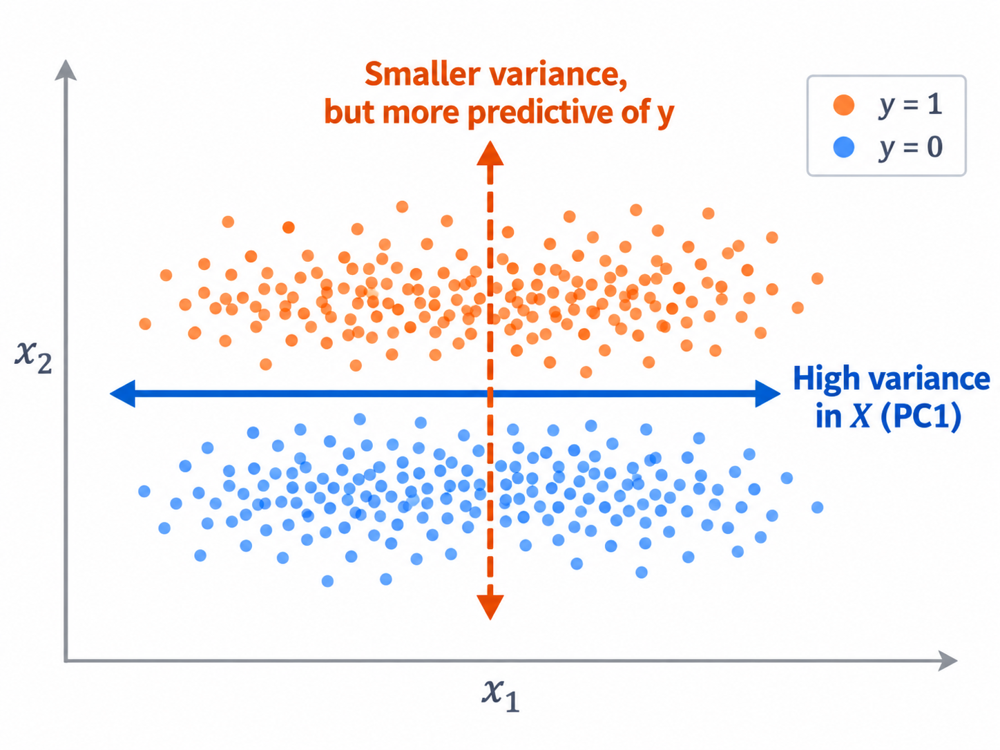 Smaller variance,
but more predictive of y
y = 1
y = 0
x₂
High variance
in X (PC1)
x₁